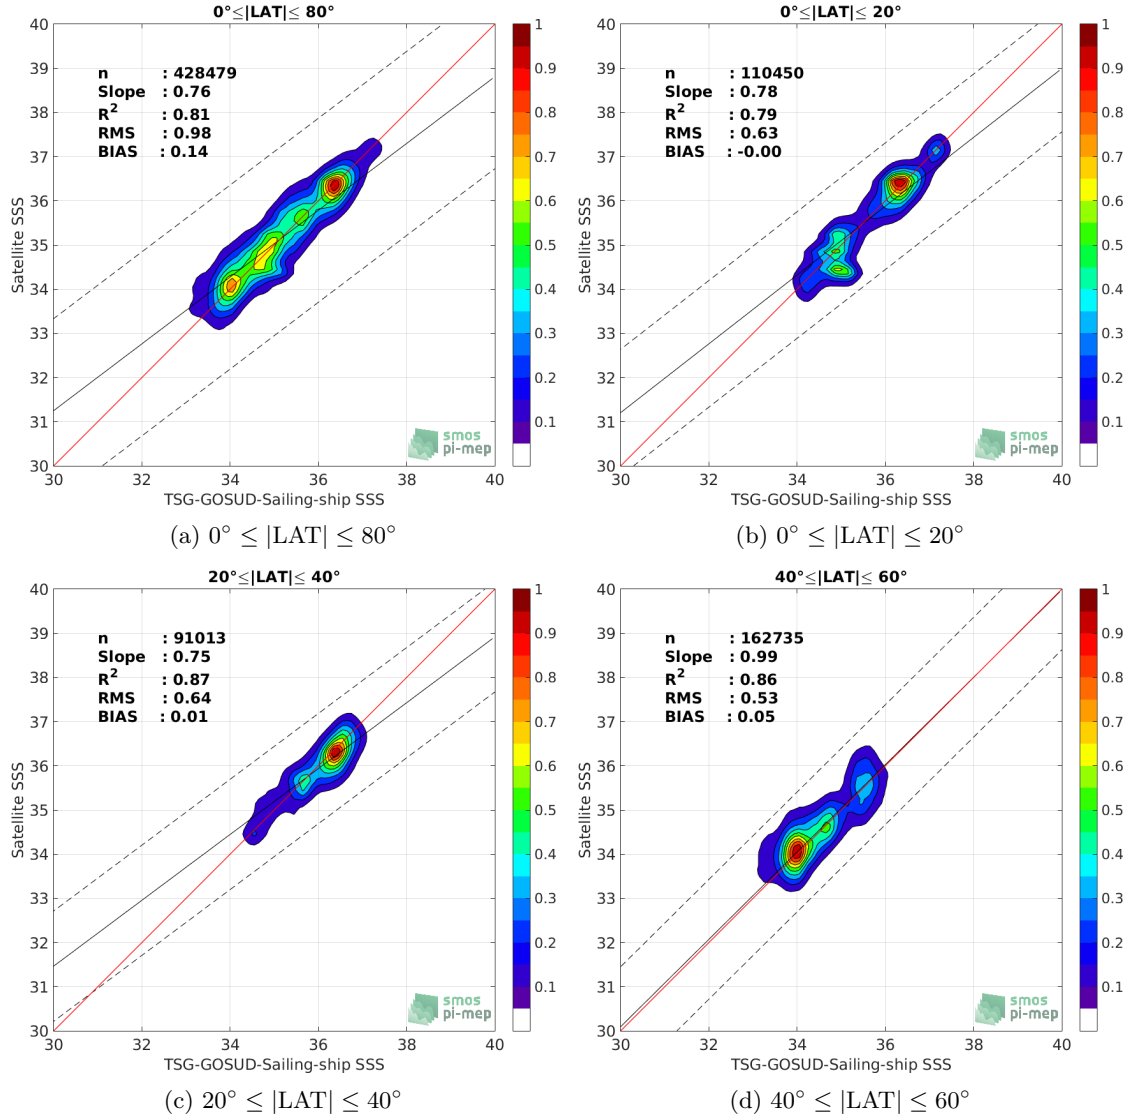 0°≤|LAT|≤ 80°
n : 428479
Slope : 0.76
R2 : 0.81
RMS : 0.98
BIAS : 0.14
40
39
38
37
36
35
34
33
32
31
30
Satellite SSS
30 32 34 36 38 40
TSG-GOSUD-Sailing-ship SSS
smos
pi-mep
1
0.9
0.8
0.7
0.6
0.5
0.4
0.3
0.2
0.1
(a) 0° ≤ |LAT| ≤ 80°
0°≤|LAT|≤ 20°
n : 110450
Slope : 0.78
R2 : 0.79
RMS : 0.63
BIAS : -0.00
40
39
38
37
36
35
34
33
32
31
30
Satellite SSS
30 32 34 36 38 40
TSG-GOSUD-Sailing-ship SSS
smos
pi-mep
1
0.9
0.8
0.7
0.6
0.5
0.4
0.3
0.2
0.1
(b) 0° ≤ |LAT| ≤ 20°
20°≤|LAT|≤ 40°
n : 91013
Slope : 0.75
R2 : 0.87
RMS : 0.64
BIAS : 0.01
40
39
38
37
36
35
34
33
32
31
30
Satellite SSS
30 32 34 36 38 40
TSG-GOSUD-Sailing-ship SSS
smos
pi-mep
1
0.9
0.8
0.7
0.6
0.5
0.4
0.3
0.2
0.1
(c) 20° ≤ |LAT| ≤ 40°
40°≤|LAT|≤ 60°
n : 162735
Slope : 0.99
R2 : 0.86
RMS : 0.53
BIAS : 0.05
40
39
38
37
36
35
34
33
32
31
30
Satellite SSS
30 32 34 36 38 40
TSG-GOSUD-Sailing-ship SSS
smos
pi-mep
1
0.9
0.8
0.7
0.6
0.5
0.4
0.3
0.2
0.1
(d) 40° ≤ |LAT| ≤ 60°